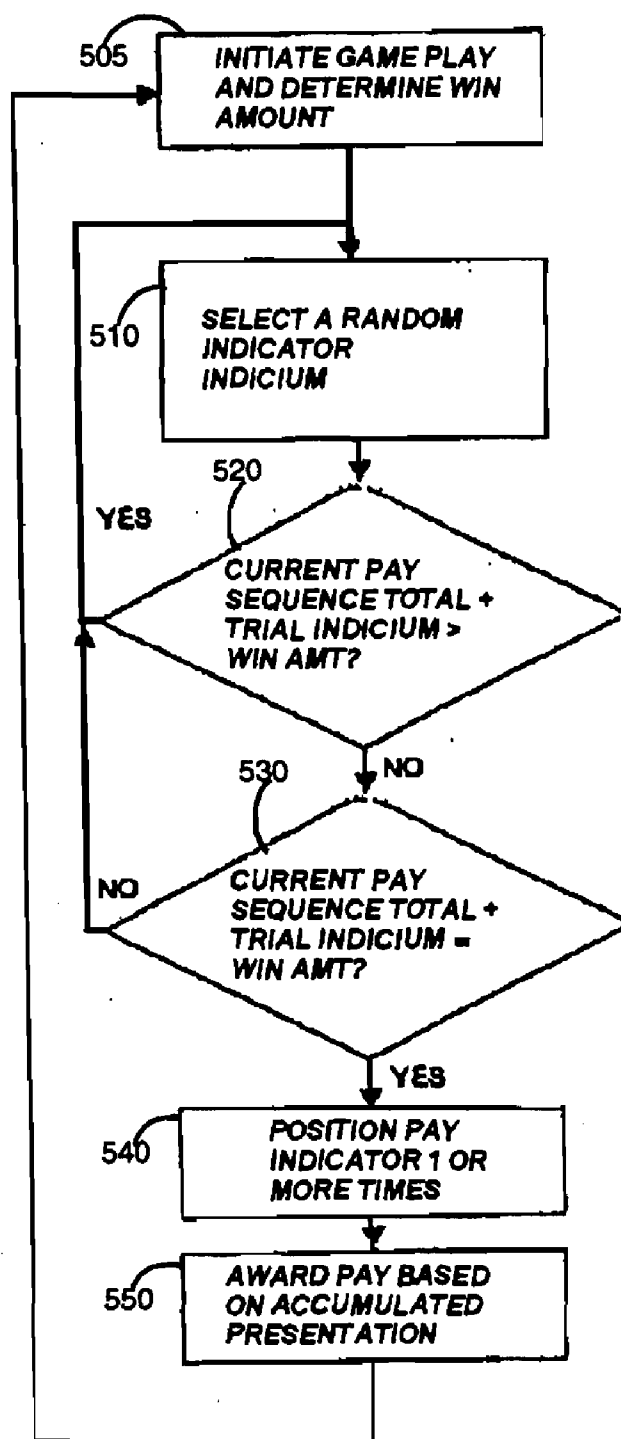 505
INITIATE GAME PLAY
AND DETERMINE WIN
AMOUNT
510
SELECT A RANDOM
INDICATOR
INDICIUM
520
YES
CURRENT PAY
SEQUENCE TOTAL +
TRIAL INDICIUM >
WIN AMT?
530
NO
NO
CURRENT PAY
SEQUENCE TOTAL +
TRIAL INDICIUM =
WIN AMT?
YES
540
POSITION PAY
INDICATOR 1 OR
MORE TIMES
550
AWARD PAY BASED
ON ACCUMULATED
PRESENTATION